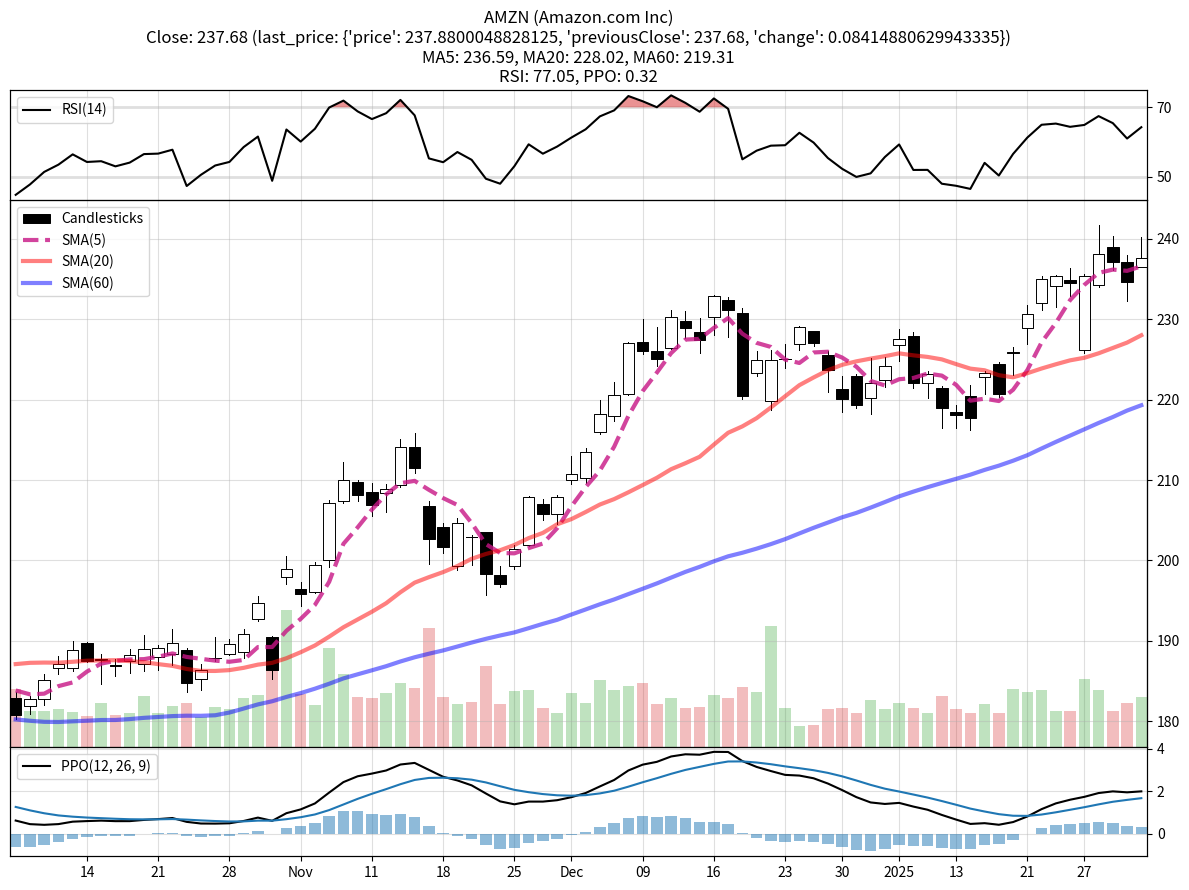 AMZN (Amazon.com Inc)
Close: 237.68 (last_price: {'price': 237.8800048828125, 'previousClose': 237.68, 'change': 0.08414880629943335})
MA5: 236.59, MA20: 228.02, MA60: 219.31
RSI: 77.05, PPO: 0.32
RSI(14)
70
50
Candlesticks
SMA(5)
SMA(20)
SMA(60)
240
230
220
210
200
190
180
PPO(12, 26, 9)
4
2
0
14 21 28 Nov 11 18 25 Dec 09 16 23 30 2025 13 21 27